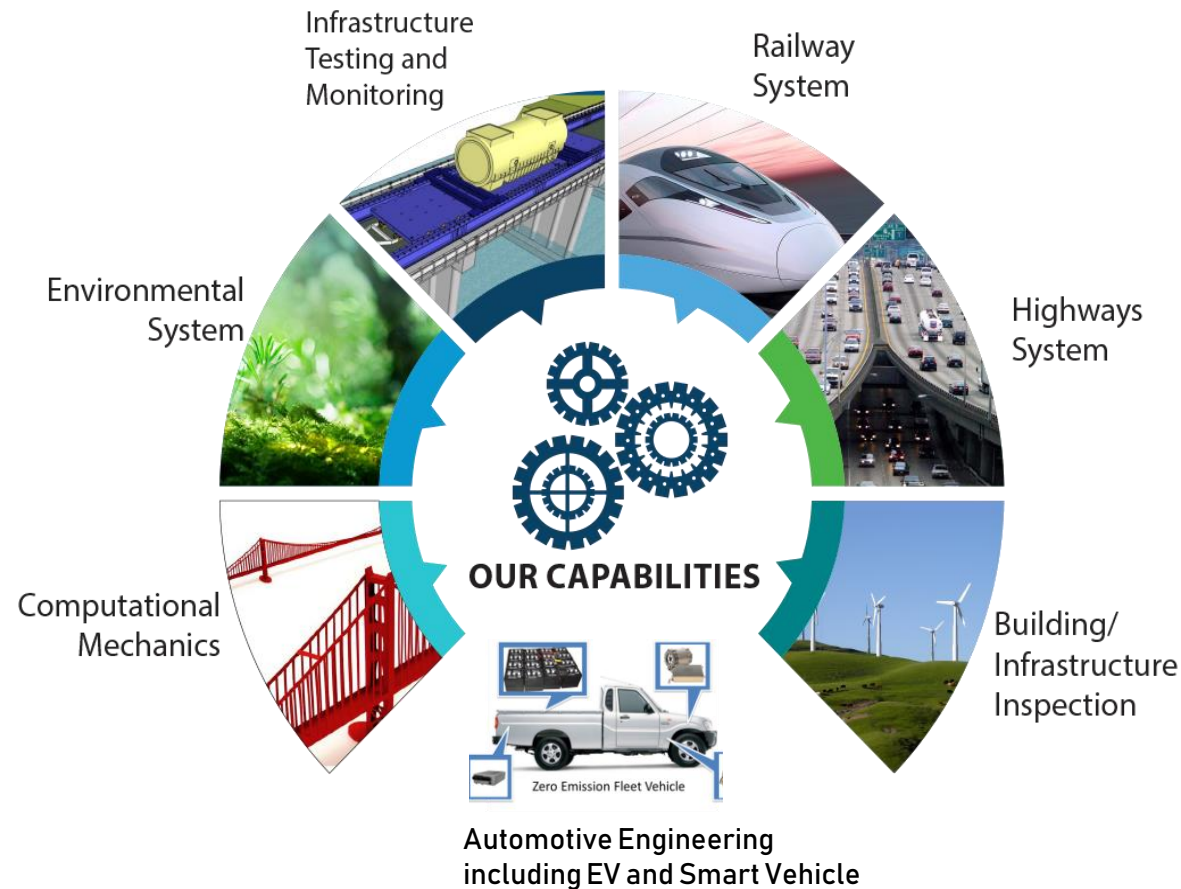 Infrastructure
Testing and
Monitoring
Railway
System
Environmental
System
Highways
System
OUR CAPABILITIES
Computational
Mechanics
Building/
Infrastructure
Inspection
Zero Emission Fleet Vehicle
Automotive Engineering
including EV and Smart Vehicle